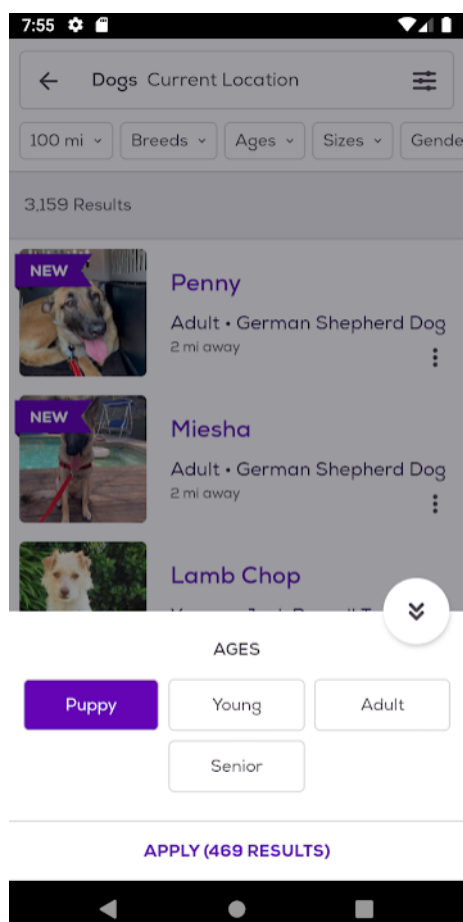 7:55
Dogs Current Location
100 mi Breeds Ages Sizes Gende
3,159 Results
NEW
Penny
Adult • German Shepherd Dog
2 mi away
NEW
Miesha
Adult • German Shepherd Dog
2 mi away
Lamb Chop
AGES
Puppy Young Adult
Senior
APPLY (469 RESULTS)